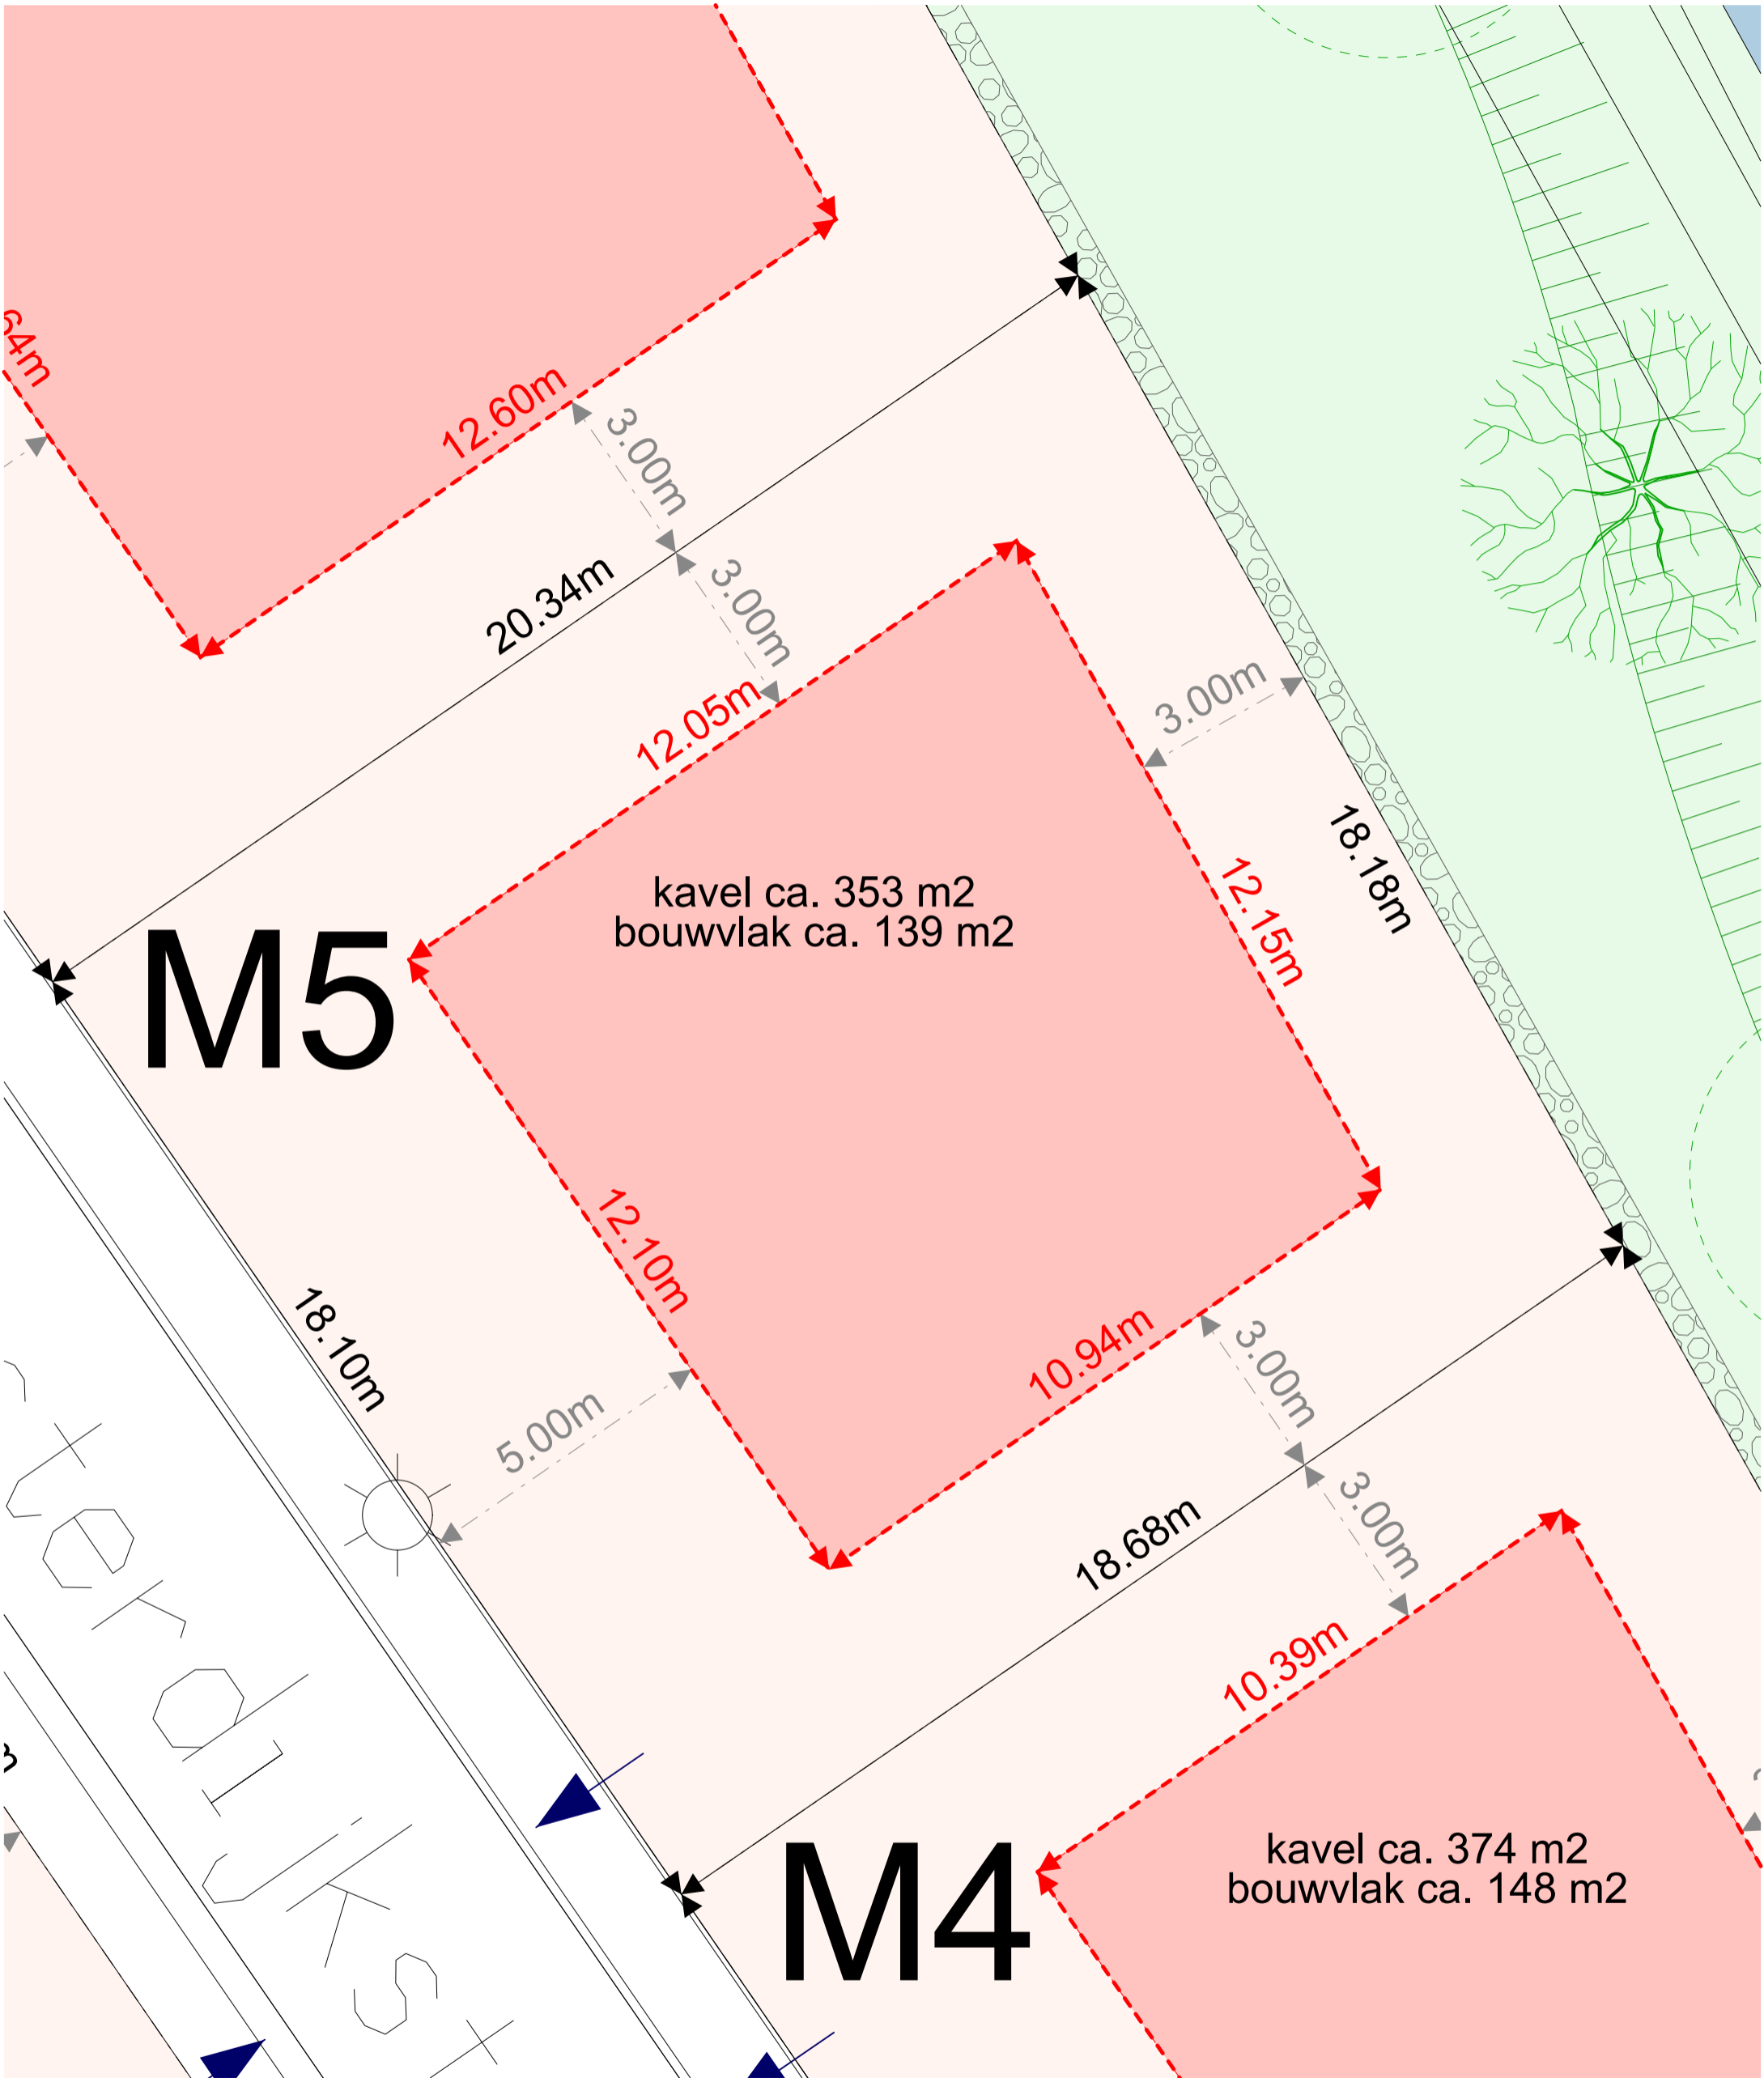 12.60m
3.00m
20.34m
3.00m
12.05m
3.00m
18.18m
kavel ca. 353 m2
bouwvlak ca. 139 m2
12.15m
M5
12.10m
18.10m
5.00m
10.94m
3.00m
18.68m
3.00m
10.39m
M4
kavel ca. 374 m2
bouwvlak ca. 148 m2